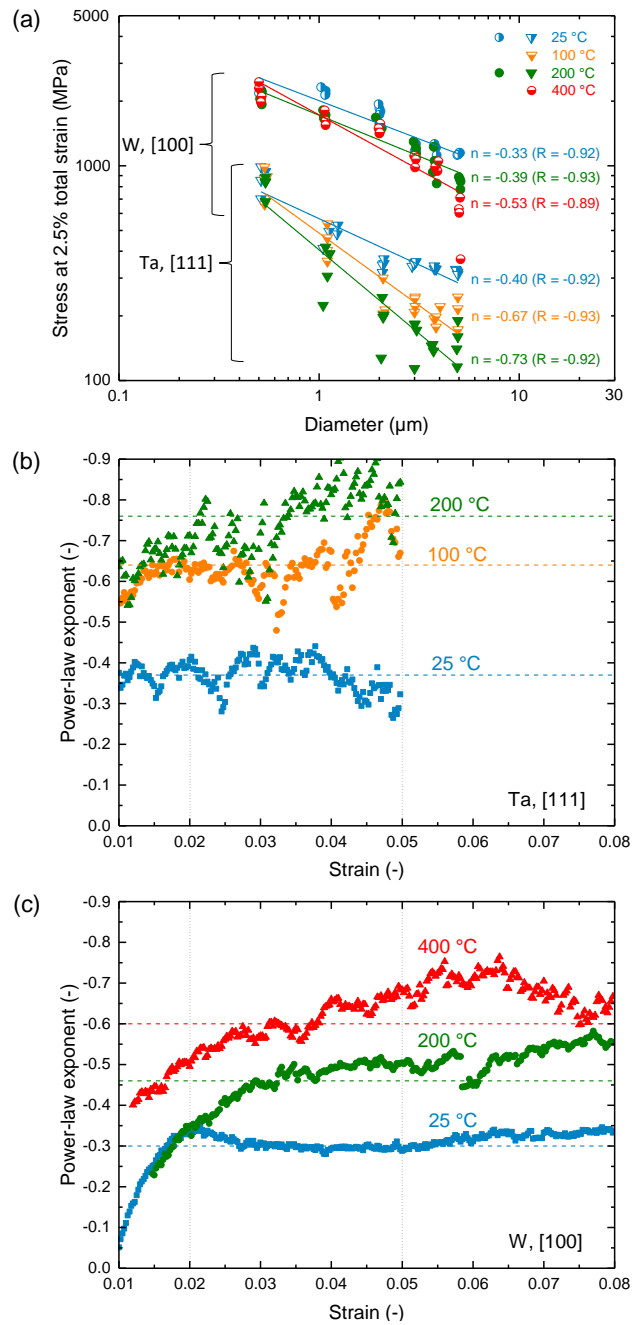 (a)
5000
1000
100
Stress at 2.5% total strain (MPa)
25 °C
100 °C
200 °C
400 °C
W, [100]
Ta, [111]
n = -0.33 (R = -0.92)
n = -0.39 (R = -0.93)
n = -0.53 (R = -0.89)
n = -0.40 (R = -0.92)
n = -0.67 (R = -0.93)
n = -0.73 (R = -0.92)
0.1 1 10 30
Diameter (μm)
(b)
-0.9
-0.8
-0.7
-0.6
-0.5
-0.4
-0.3
-0.2
-0.1
0.0
Power-law exponent (-)
200 °C
100 °C
25 °C
Ta, [111]
0.01 0.02 0.03 0.04 0.05 0.06 0.07 0.08
Strain (-)
(c)
-0.9
-0.8
-0.7
-0.6
-0.5
-0.4
-0.3
-0.2
-0.1
0.0
Power-law exponent (-)
400 °C
200 °C
25 °C
W, [100]
0.01 0.02 0.03 0.04 0.05 0.06 0.07 0.08
Strain (-)